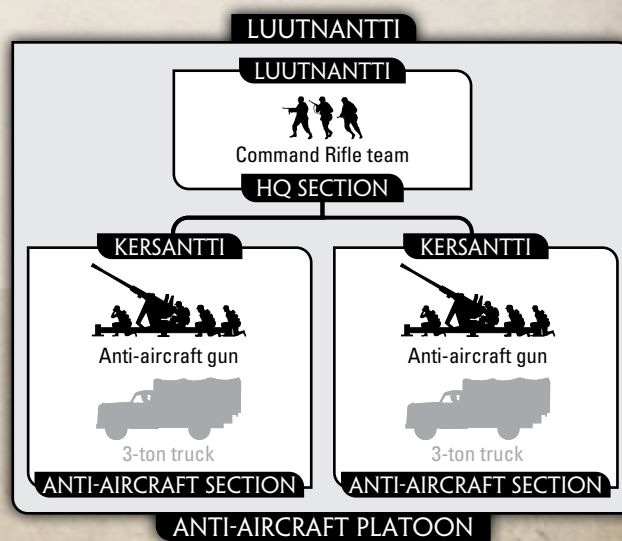 LUUTNANTTI
LUUTNANTTI
Command Rifle team
HQ SECTION
KERSANTTI
Anti-aircraft gun
3-ton truck
ANTI-AIRCRAFT SECTION
KERSANTTI
Anti-aircraft gun
3-ton truck
ANTI-AIRCRAFT SECTION
ANTI-AIRCRAFT PLATOON